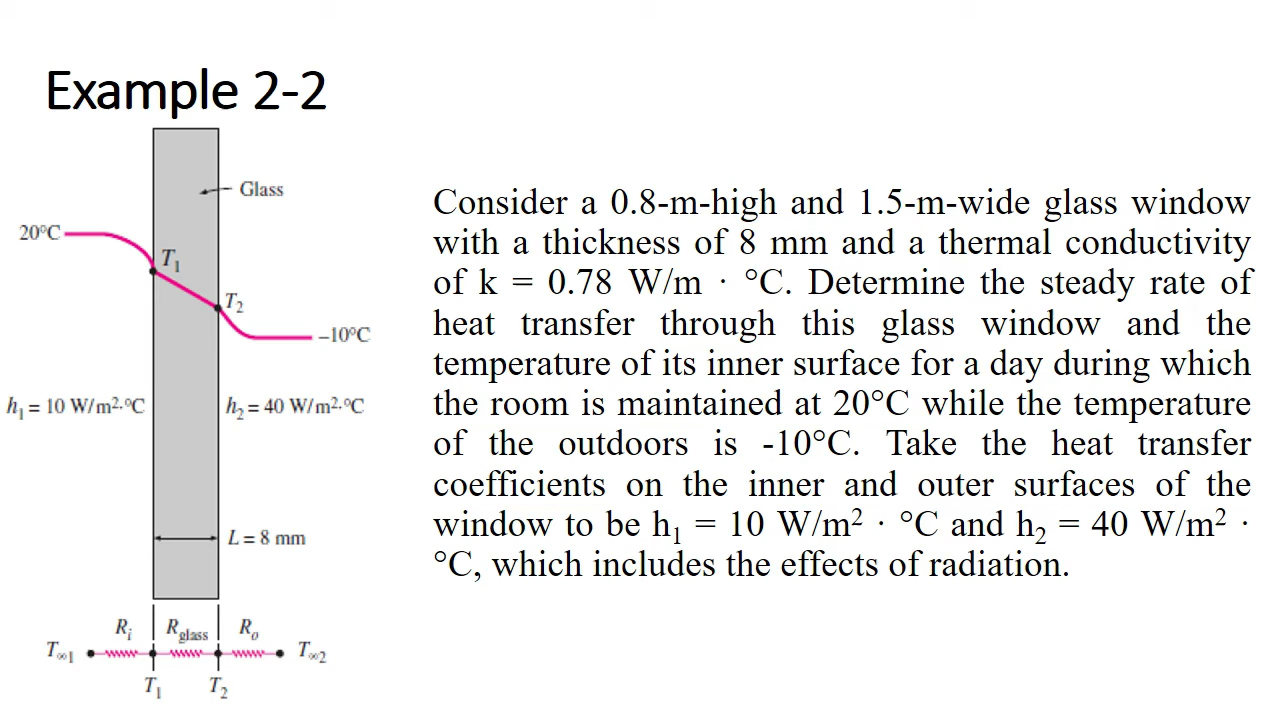 Example 2-2
Glass
20°C
T₁
T₂
−10°C
h₁ = 10 W/m²·°C
h₂ = 40 W/m²·°C
L = 8 mm
Rᵢ
R_glass
Rₒ
T∞1
T∞2
T₁
T₂
Consider a 0.8-m-high and 1.5-m-wide glass window
with a thickness of 8 mm and a thermal conductivity
of k = 0.78 W/m · °C. Determine the steady rate of
heat transfer through this glass window and the
temperature of its inner surface for a day during which
the room is maintained at 20°C while the temperature
of the outdoors is -10°C. Take the heat transfer
coefficients on the inner and outer surfaces of the
window to be h₁ = 10 W/m² · °C and h₂ = 40 W/m² ·
°C, which includes the effects of radiation.